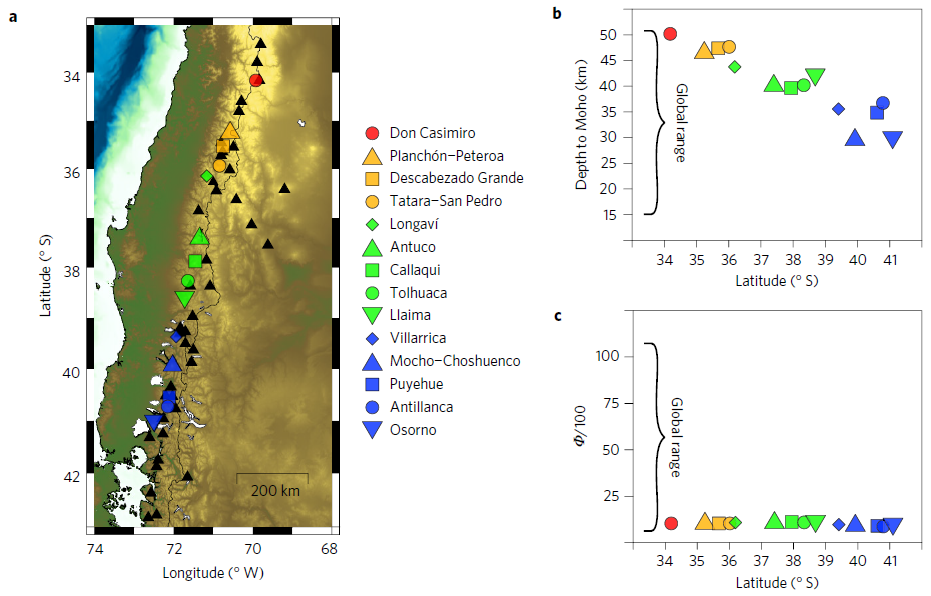 a
34
36
38
40
42
Latitude (° S)
74
72
70
68
Longitude (° W)
200 km
Don Casimiro
Planchón–Peteroa
Descabezado Grande
Tatara–San Pedro
Longaví
Antuco
Callaqui
Tolhuaca
Llaima
Villarrica
Mocho–Choshuenco
Puyehue
Antillanca
Osorno
b
50
45
40
35
30
25
20
15
Depth to Moho (km)
Global range
34 35 36 37 38 39 40 41
Latitude (° S)
c
100
75
50
25
Φ/100
Global range
34 35 36 37 38 39 40 41
Latitude (° S)